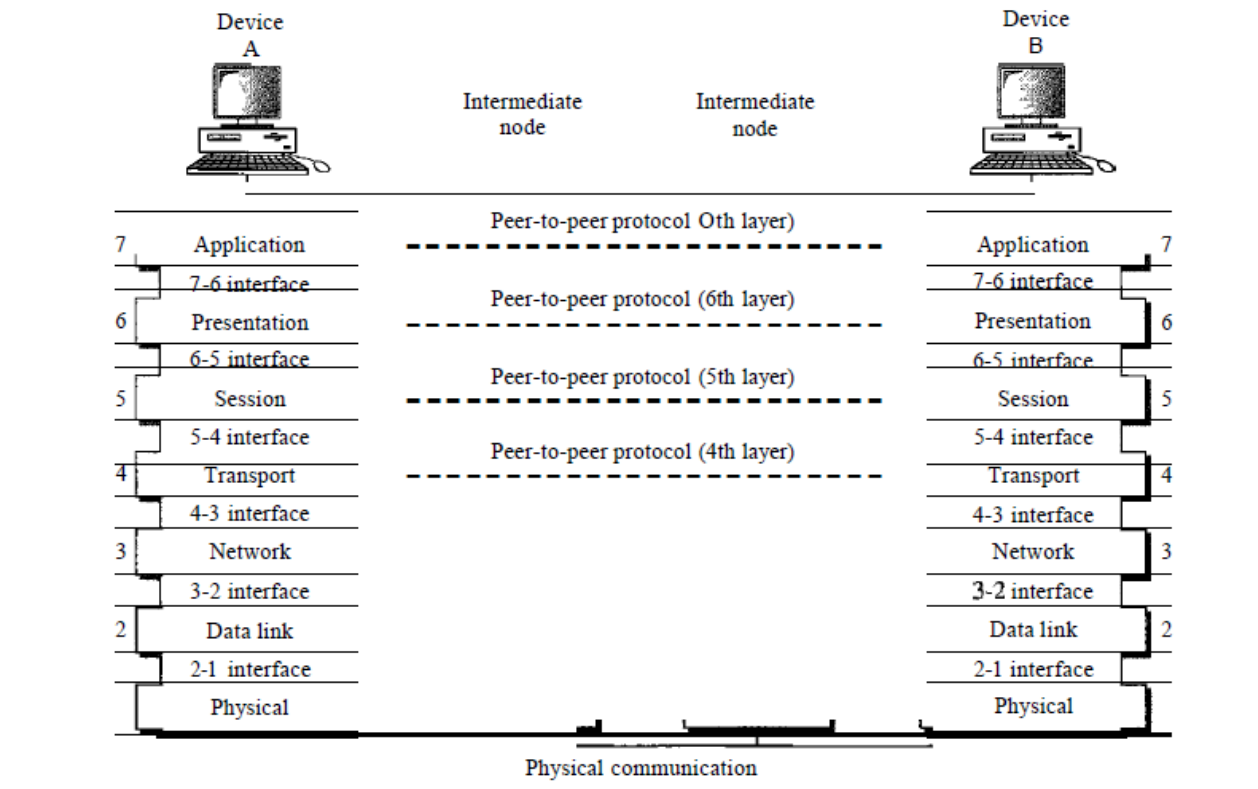 Device
A
Device
B
Intermediate
node
Intermediate
node
Peer-to-peer protocol Oth layer)
7 Application
Application 7
7-6 interface
7-6 interface
Peer-to-peer protocol (6th layer)
6 Presentation
Presentation 6
6-5 interface
6-5 interface
Peer-to-peer protocol (5th layer)
5 Session
Session 5
5-4 interface
5-4 interface
Peer-to-peer protocol (4th layer)
4 Transport
Transport 4
4-3 interface
4-3 interface
3 Network
Network 3
3-2 interface
3-2 interface
2 Data link
Data link 2
2-1 interface
2-1 interface
Physical
Physical
Physical communication